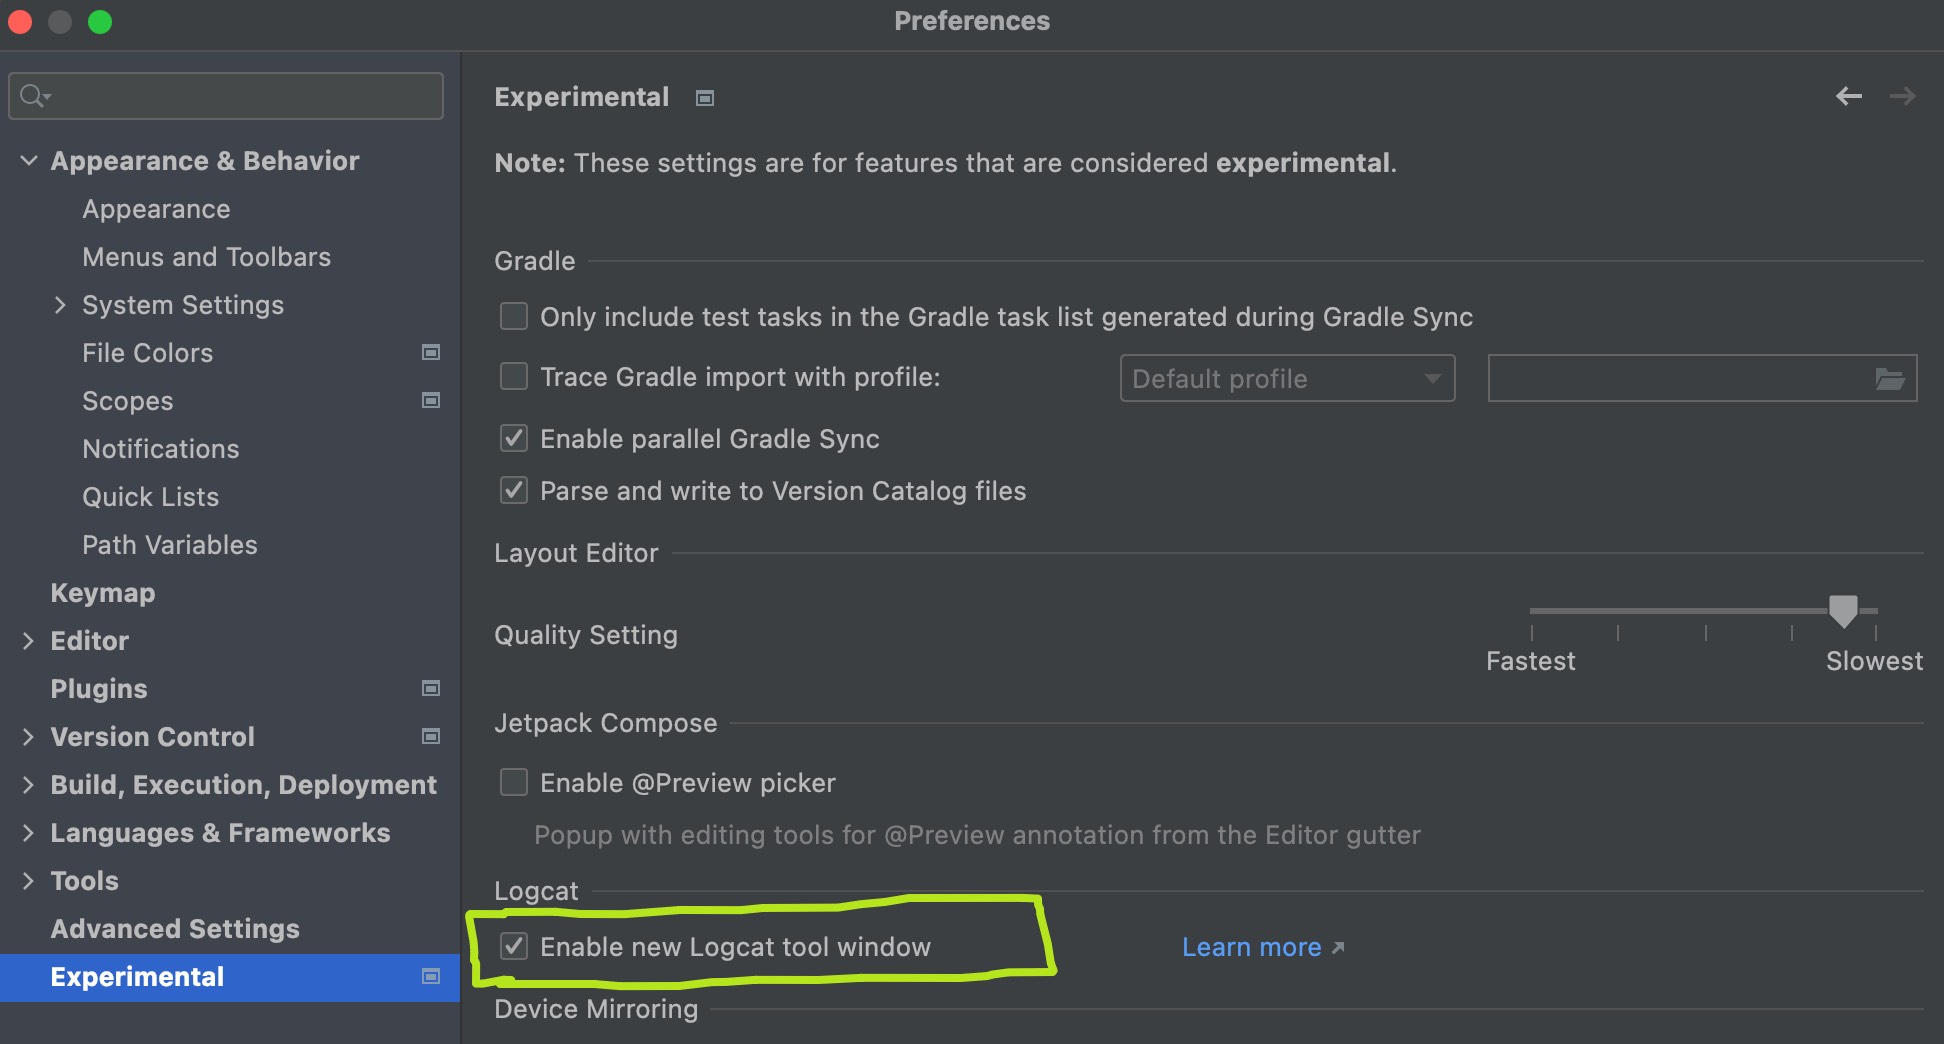 Preferences
Appearance & Behavior
Appearance
Menus and Toolbars
System Settings
File Colors
Scopes
Notifications
Quick Lists
Path Variables
Keymap
Editor
Plugins
Version Control
Build, Execution, Deployment
Languages & Frameworks
Tools
Advanced Settings
Experimental
Experimental
Note: These settings are for features that are considered experimental.
Gradle
Only include test tasks in the Gradle task list generated during Gradle Sync
Trace Gradle import with profile: Default profile
Enable parallel Gradle Sync
Parse and write to Version Catalog files
Layout Editor
Quality Setting
Fastest Slowest
Jetpack Compose
Enable @Preview picker
Popup with editing tools for @Preview annotation from the Editor gutter
Logcat
Enable new Logcat tool window Learn more
Device Mirroring